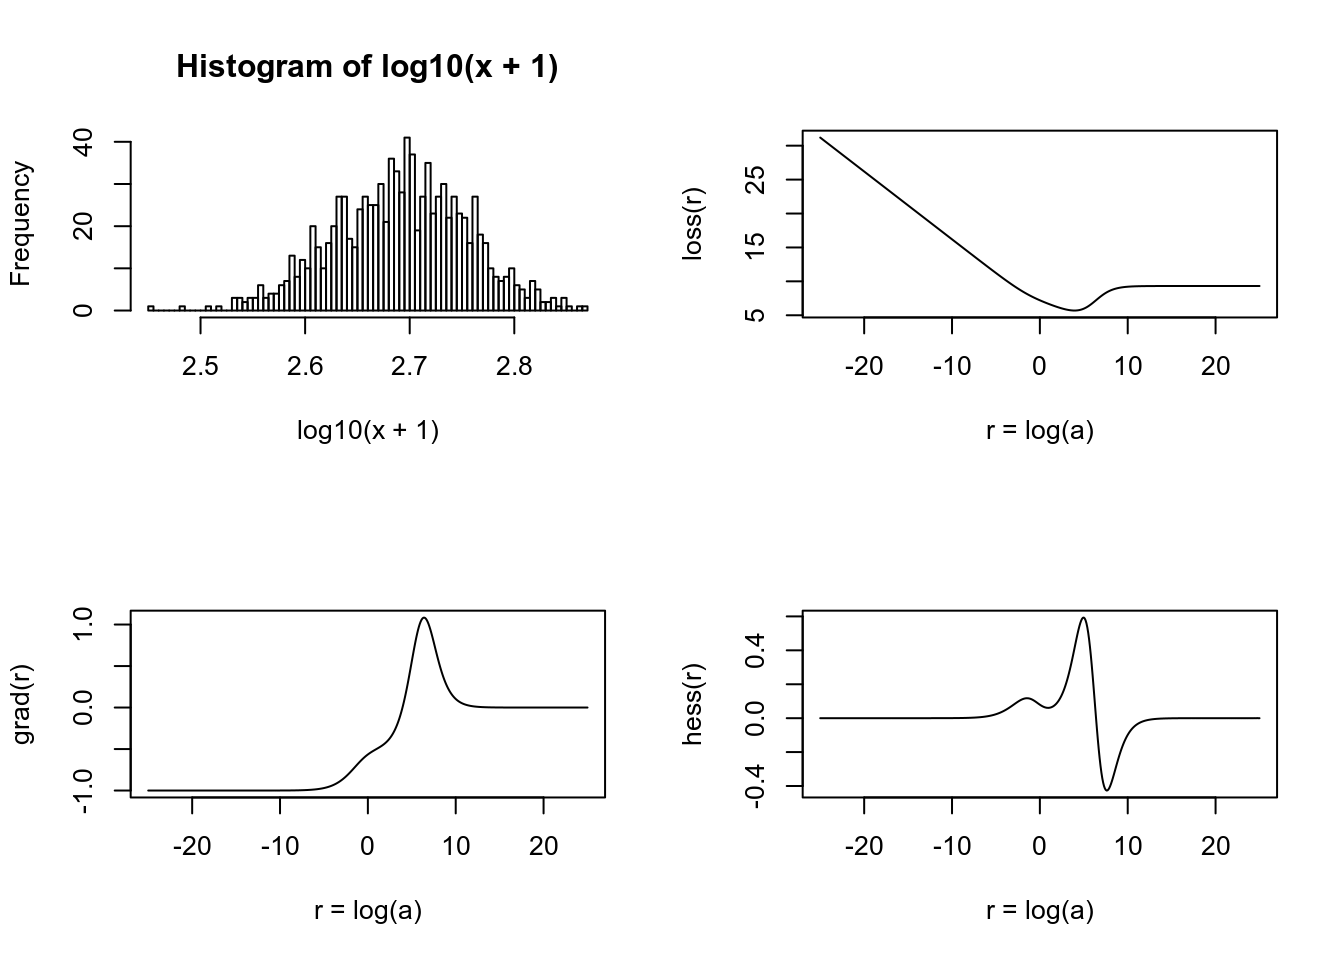 Histogram of log10(x + 1)
Frequency
40
20
0
2.5 2.6 2.7 2.8
log10(x + 1)
loss(r)
25
15
5
-20 -10 0 10 20
r = log(a)
grad(r)
1.0
0.0
-1.0
-20 -10 0 10 20
r = log(a)
hess(r)
0.4
0.0
-0.4
-20 -10 0 10 20
r = log(a)